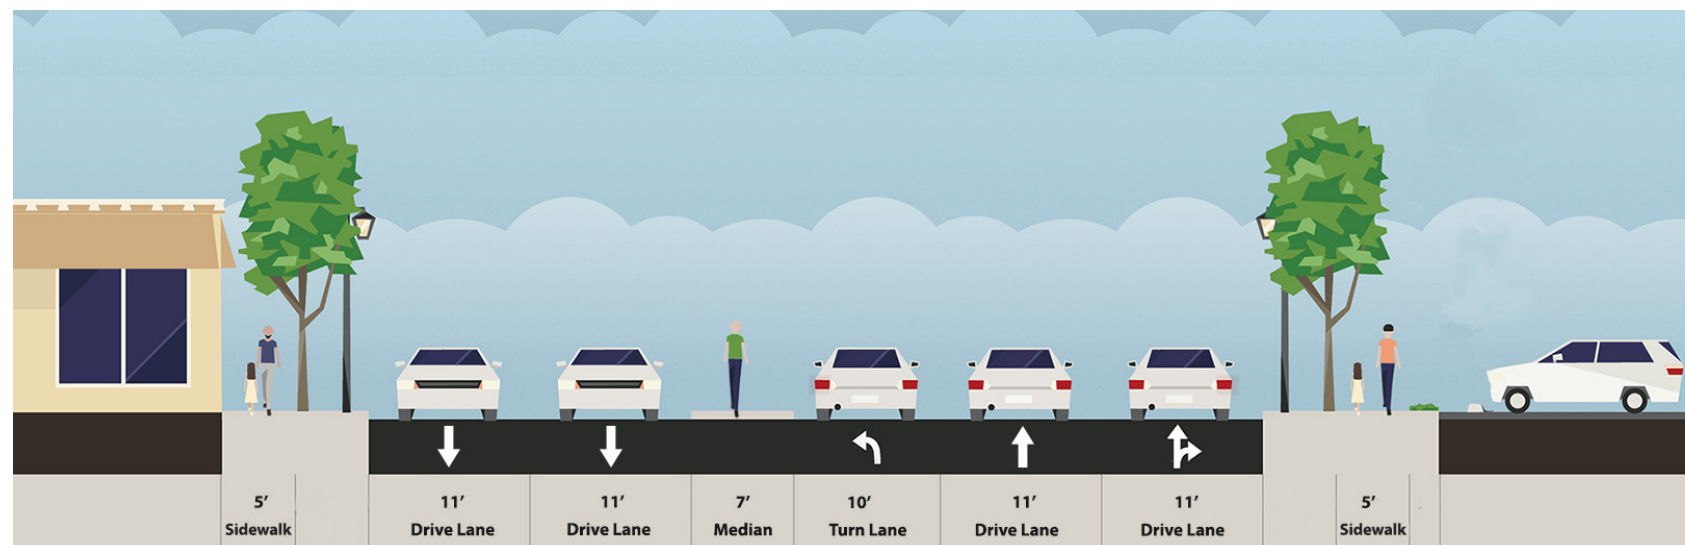 5′
Sidewalk
11′
Drive Lane
11′
Drive Lane
7′
Median
10′
Turn Lane
11′
Drive Lane
11′
Drive Lane
5′
Sidewalk